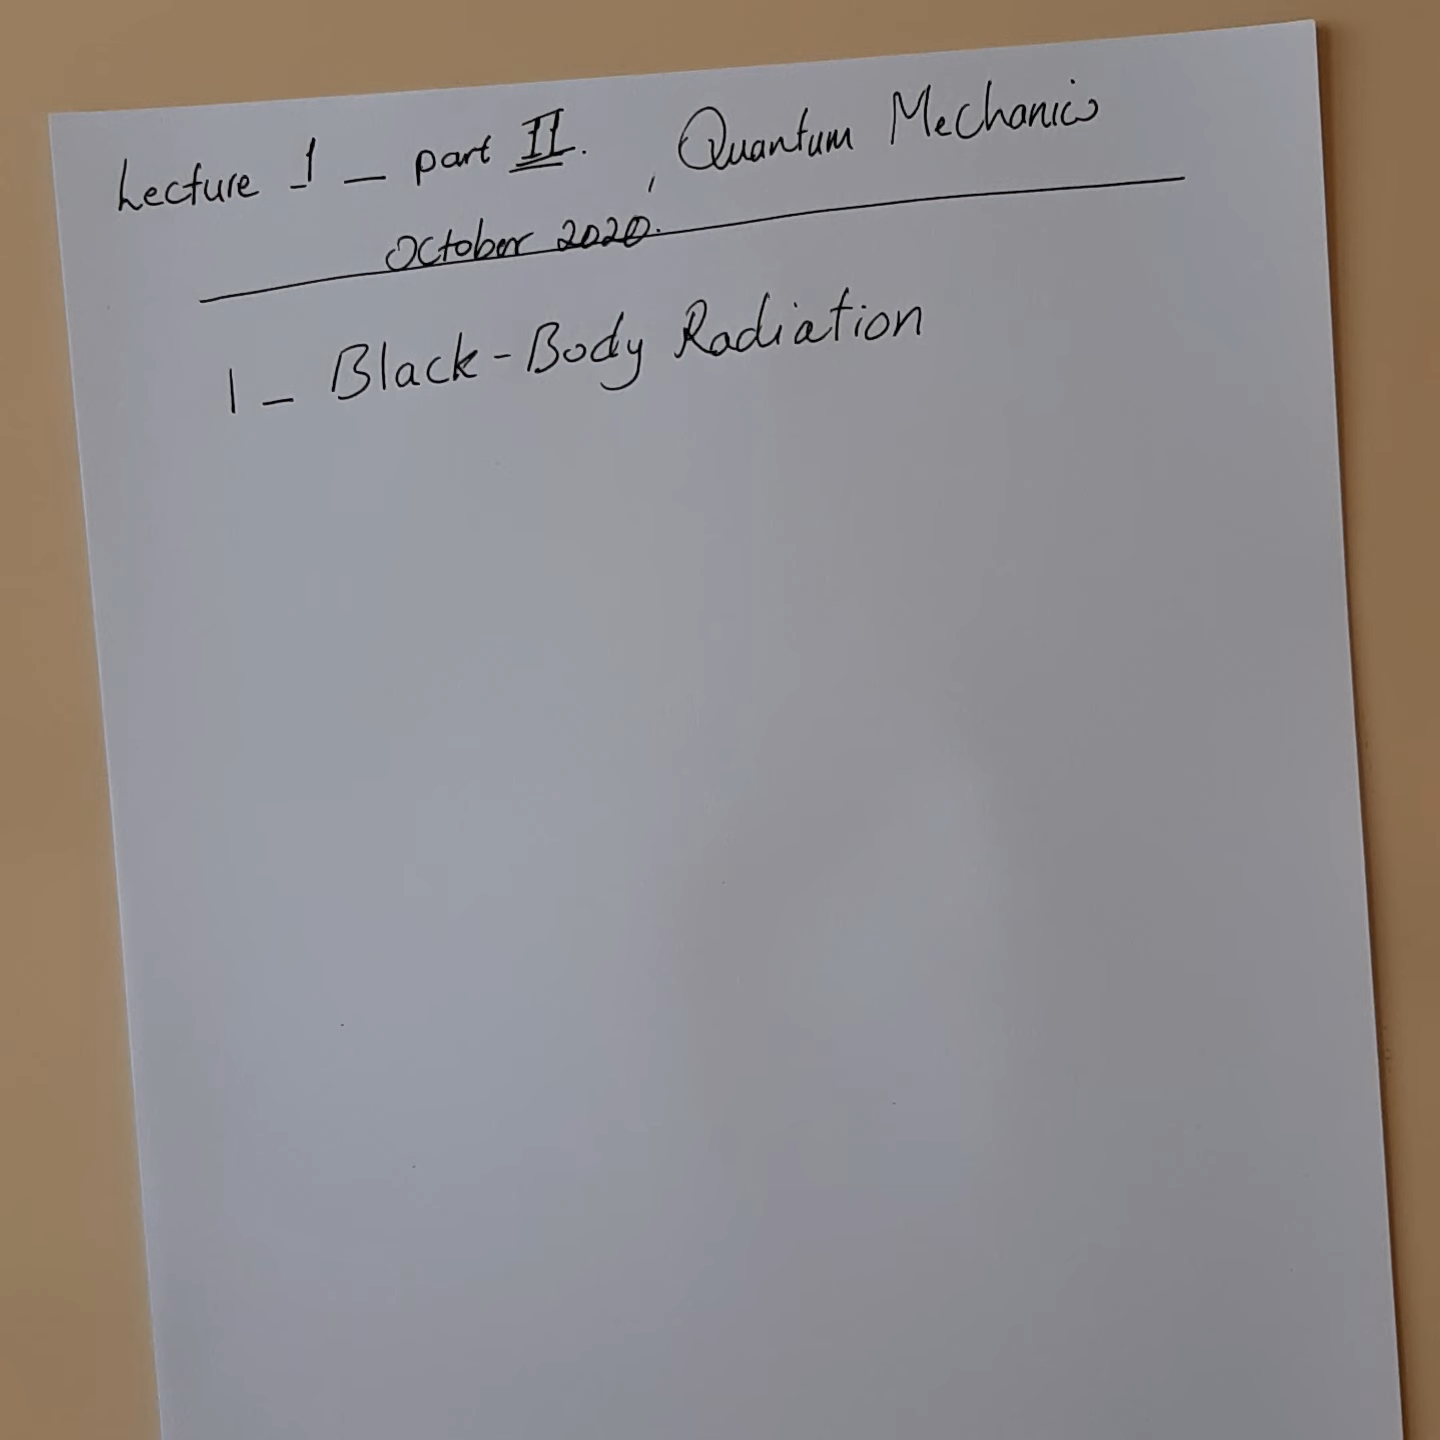 Lecture 1 _ part II. , Quantum Mechanics
October 2020.
1 _ Black-Body Radiation